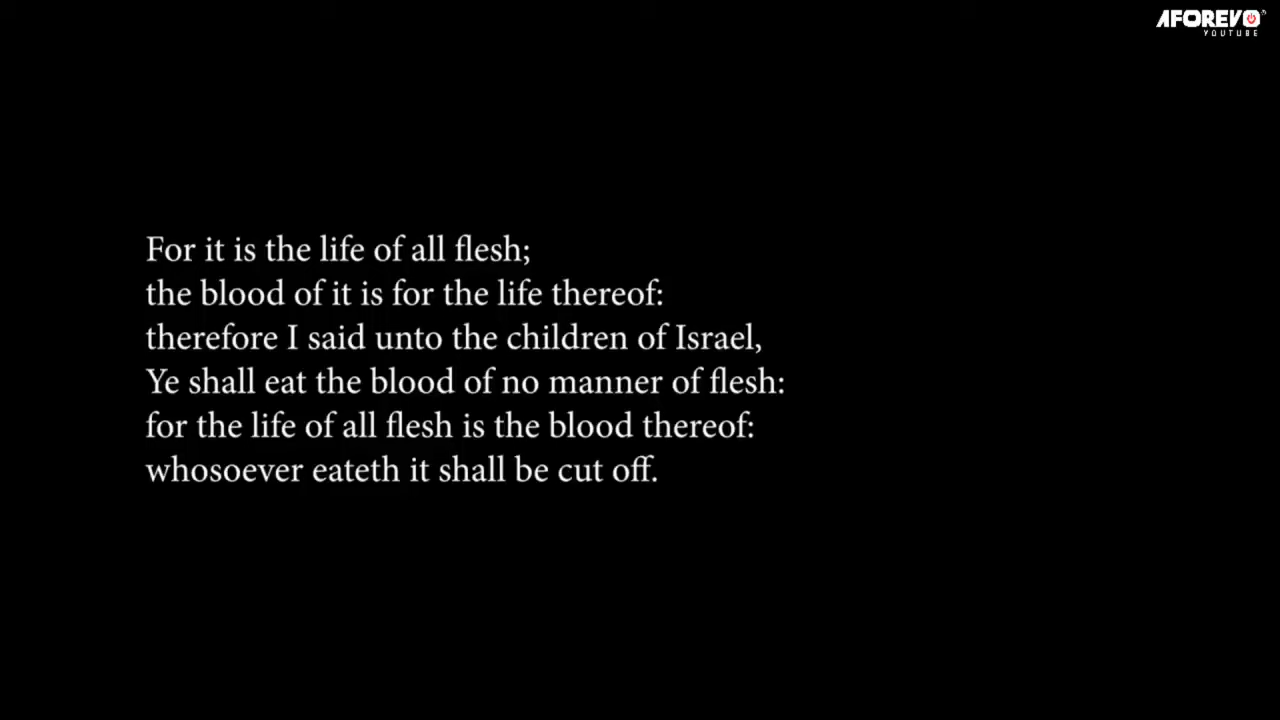 AFOREVO
YOUTUBE
For it is the life of all flesh;
the blood of it is for the life thereof:
therefore I said unto the children of Israel,
Ye shall eat the blood of no manner of flesh:
for the life of all flesh is the blood thereof:
whosoever eateth it shall be cut off.